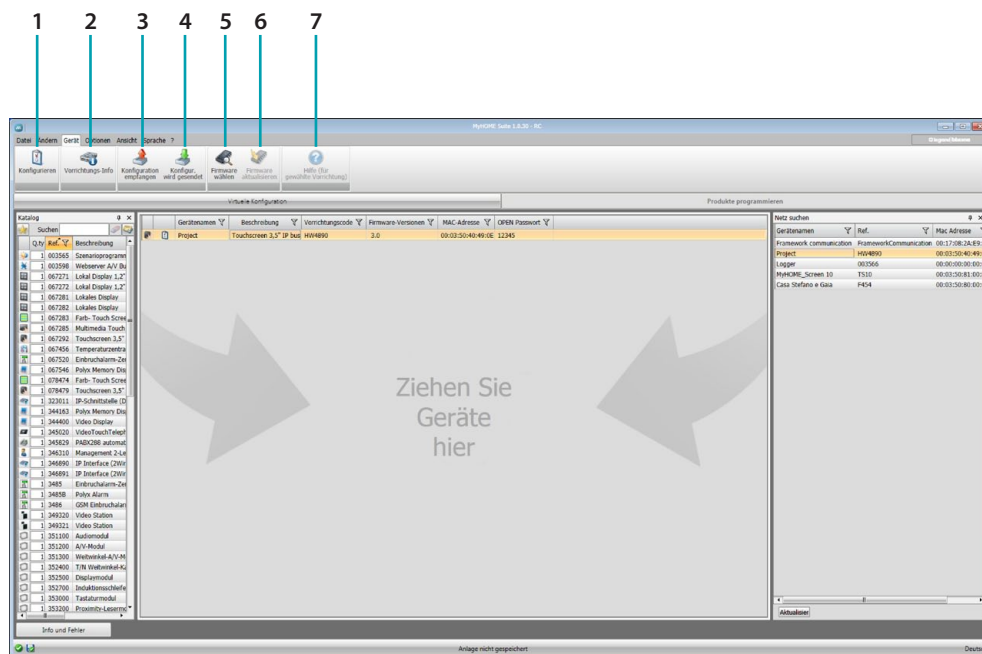 1 2 3 4 5 6 7
MyHOME Suite 1.0.30 - RC
Datei Ändern Gerät Optionen Ansicht Sprache ?
Konfigurieren Vorrichtungs-Info Konfiguration empfangen Konfigur. wird gesendet Firmware wählen Firmware aktualisieren Hilfe (für gewählte Vorrichtung)
Virtuelle Konfiguration Produkte programmieren
Katalog
Suchen
Q.ty Ref. Beschreibung
1 003565 Szenarioprogramm
1 003598 Webserver A/V Bu
1 067271 Lokal Display 1,2"
1 067272 Lokal Display 1,2"
1 067281 Lokales Display
1 067282 Lokales Display
1 067283 Farb- Touch Scree
1 067285 Multimedia Touch
1 067292 Touchscreen 3,5"
1 067456 Temperaturzentra
1 067520 Einbruchalarm-Zei
1 067546 Polyx Memory Dis
1 078474 Farb- Touch Scree
1 078479 Touchscreen 3,5"
1 323011 IP-Schnittstelle (D
1 344163 Polyx Memory Dis
1 344400 Video Display
1 345020 VideoTouchTeleph
1 345829 PABX288 automat
1 346310 Management 2-Le
1 346890 IP Interface (2Wir
1 346891 IP Interface (2Wir
1 3485 Einbruchalarm-Zei
1 3485B Polyx Alarm
1 3486 GSM Einbruchalar
1 349320 Video Station
1 349321 Video Station
1 351100 Audiomodul
1 351200 A/V-Modul
1 351300 Weitwinkel-A/V-M
1 352400 T/N Weitwinkel-Ka
1 352500 Displaymodul
1 352700 Induktionsschleife
1 353000 Tastaturmodul
1 353200 Proximity-Lesermo
Gerätenamen Beschreibung Vorrichtungscode Firmware-Versionen MAC-Adresse OPEN Passwort
Project Touchscreen 3,5" IP bus HW4890 3.0 00:03:50:40:49:0E 12345
Ziehen Sie
Geräte
hier
Netz suchen
Gerätenamen Ref. Mac Adresse
Framework communication FrameworkCommunication 00:17:08:2A:E9:
Project HW4890 00:03:50:40:49:
Logger 003566 00:00:00:00:00:
MyHOME_Screen 10 TS10 00:03:50:81:00:
Casa Stefano e Gaia F454 00:03:50:80:00:
Aktualisier
Info und Fehler
Anlage nicht gespeichert Deuts